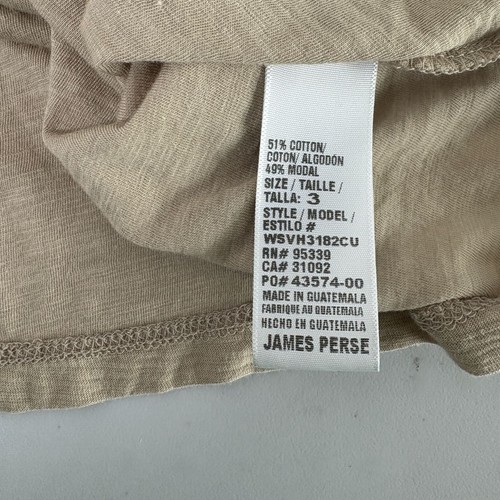 51% COTTON/
COTON/ ALGODÓN
49% MODAL
SIZE / TAILLE /
TALLA: 3
STYLE / MODEL /
ESTILO #
WSVH3182CU
RN# 95339
CA# 31092
PO# 43574-00
MADE IN GUATEMALA
FABRIQUE AU GUATEMALA
HECHO EN GUATEMALA
JAMES PERSE